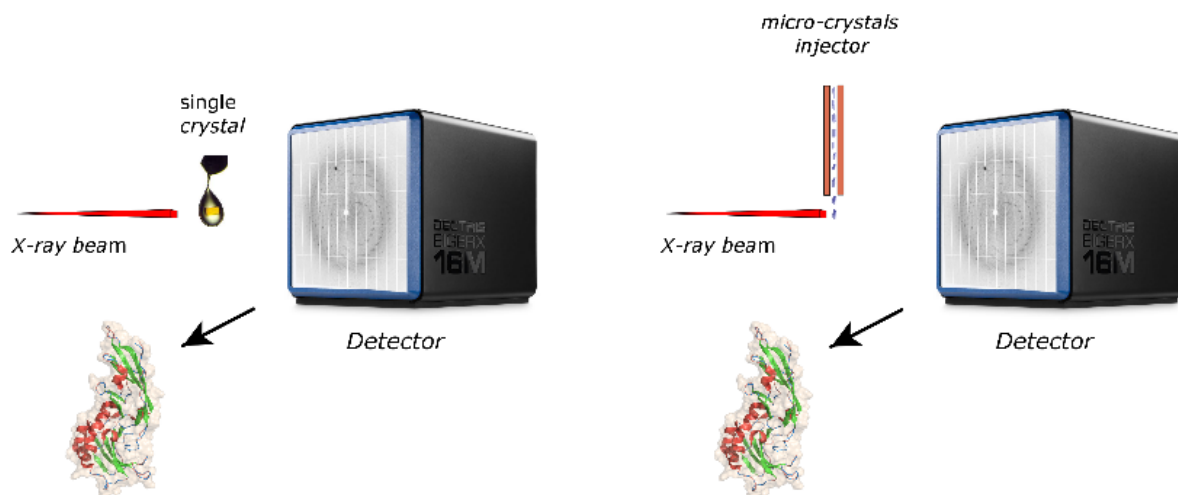 single
crystal
X-ray beam
DECTRIS
EIGER X
16M
Detector
micro-crystals
injector
X-ray beam
DECTRIS
EIGER X
16M
Detector